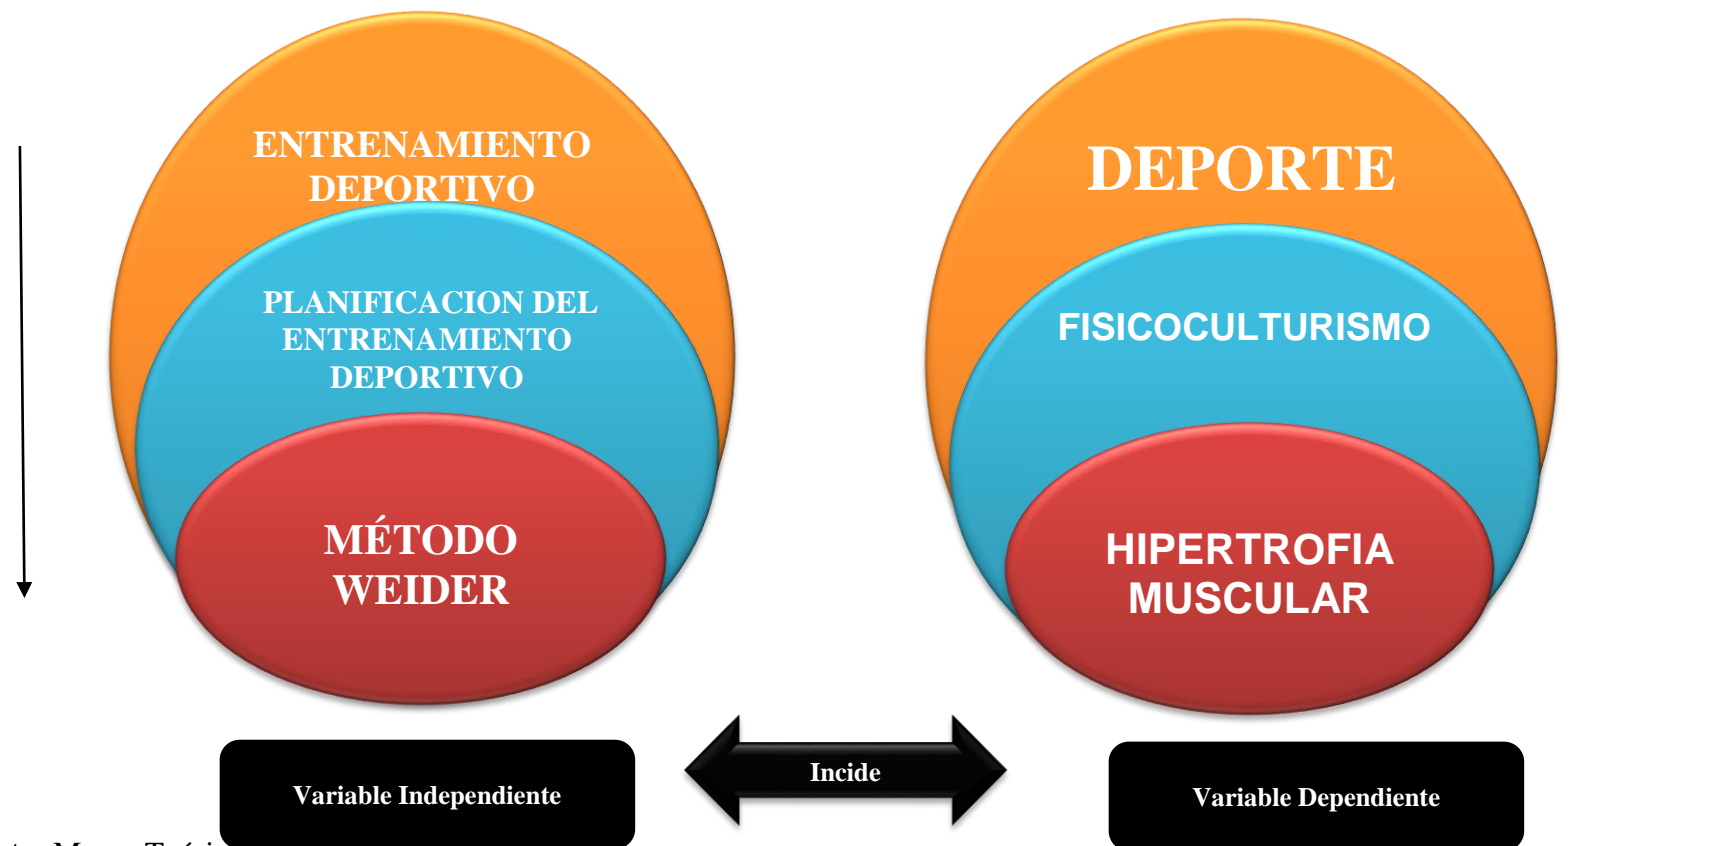 ENTRENAMIENTO
DEPORTIVO
PLANIFICACION DEL
ENTRENAMIENTO
DEPORTIVO
MÉTODO
WEIDER
DEPORTE
FISICOCULTURISMO
HIPERTROFIA
MUSCULAR
Variable Independiente
Incide
Variable Dependiente